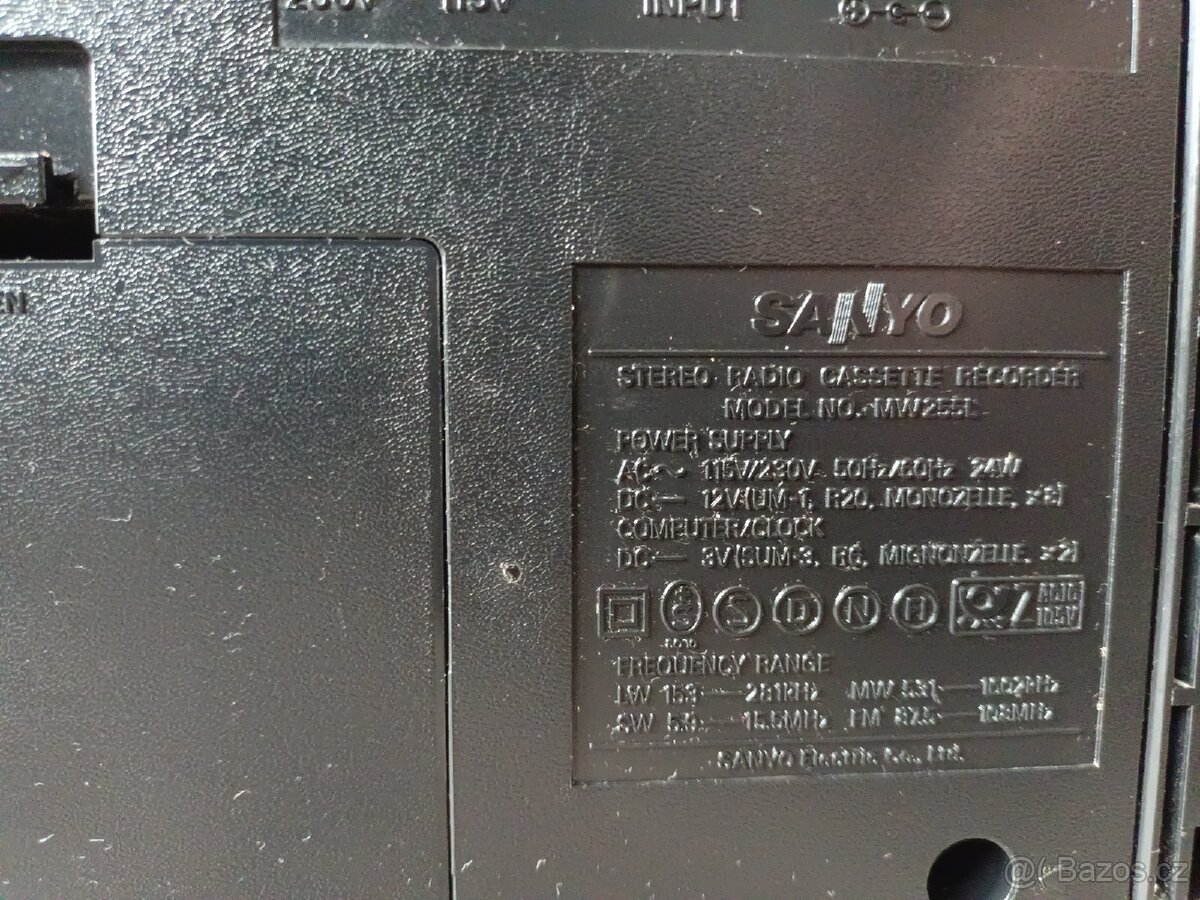 230V 115V INPUT
EN
SANYO
STEREO RADIO CASSETTE RECORDER
MODEL NO. MW255L
POWER SUPPLY
AC ~ 115V/230V 50Hz/60Hz 24W
DC ⎓ 12V (UM-1, R20, MONOZELLE, ×8)
COMPUTER/CLOCK
DC ⎓ 3V (SUM-3, R6, MIGNONZELLE, ×2)
S D N F
FREQUENCY RANGE
LW 153 — 281kHz MW 531 — 1602kHz
SW 5.9 — 15.5MHz FM 87.5 — 108MHz
SANYO Electric Co., Ltd.
@ Bazos.cz